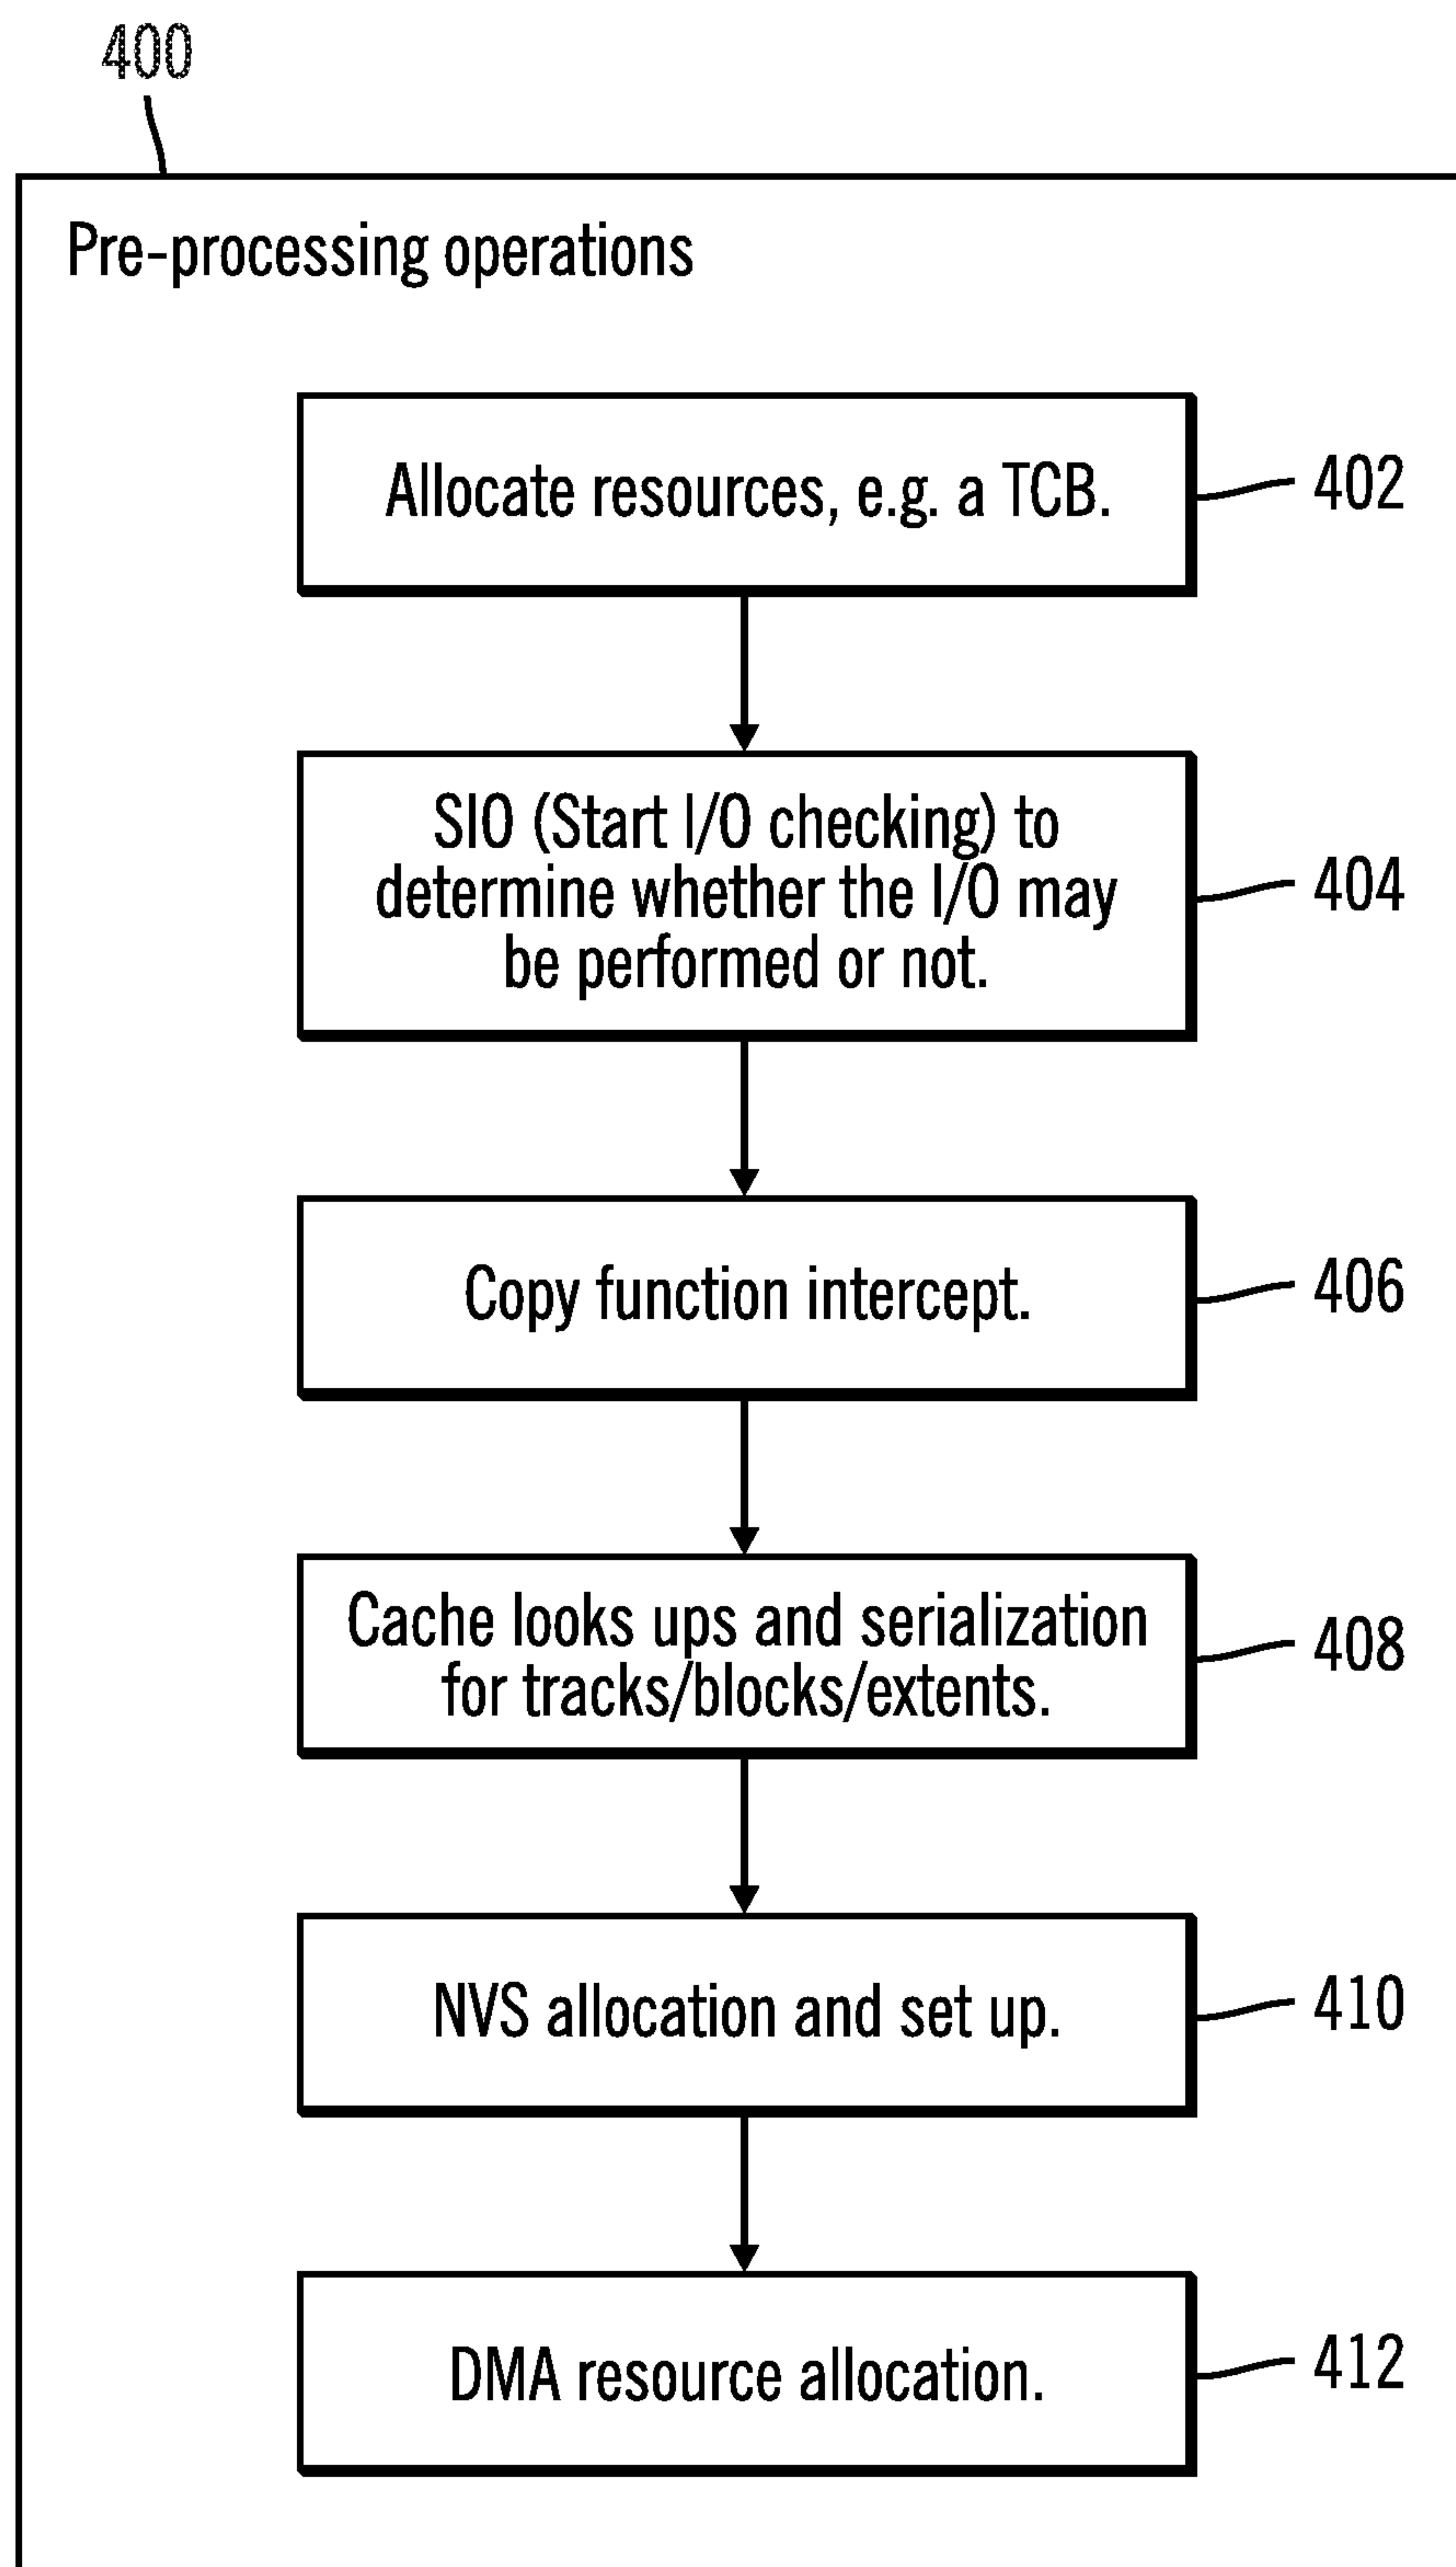 400
Pre-processing operations
Allocate resources, e.g. a TCB.
402
SIO (Start I/O checking) to
determine whether the I/O may
be performed or not.
404
Copy function intercept.
406
Cache looks ups and serialization
for tracks/blocks/extents.
408
NVS allocation and set up.
410
DMA resource allocation.
412